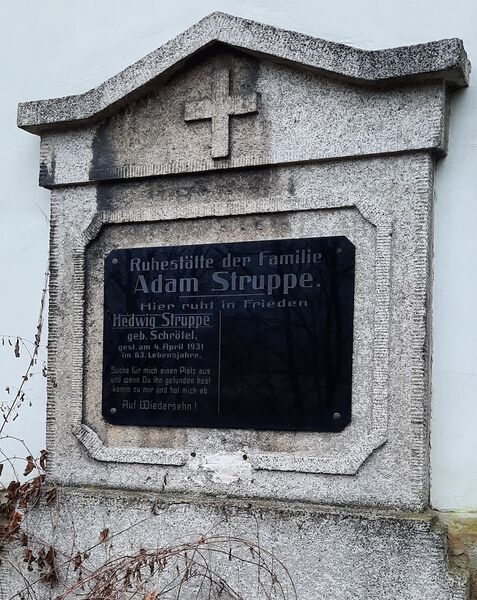 Ruhestätte der Familie
Adam Struppe.
Hier ruht in Frieden
Hedwig Struppe
geb. Schrötel,
gest. am 4. April 1931
im 63. Lebensjahre.
Suche für mich einen Platz aus
und wenn Du ihn gefunden hast
komm zu mir und hol mich ab.
Auf Wiedersehn!